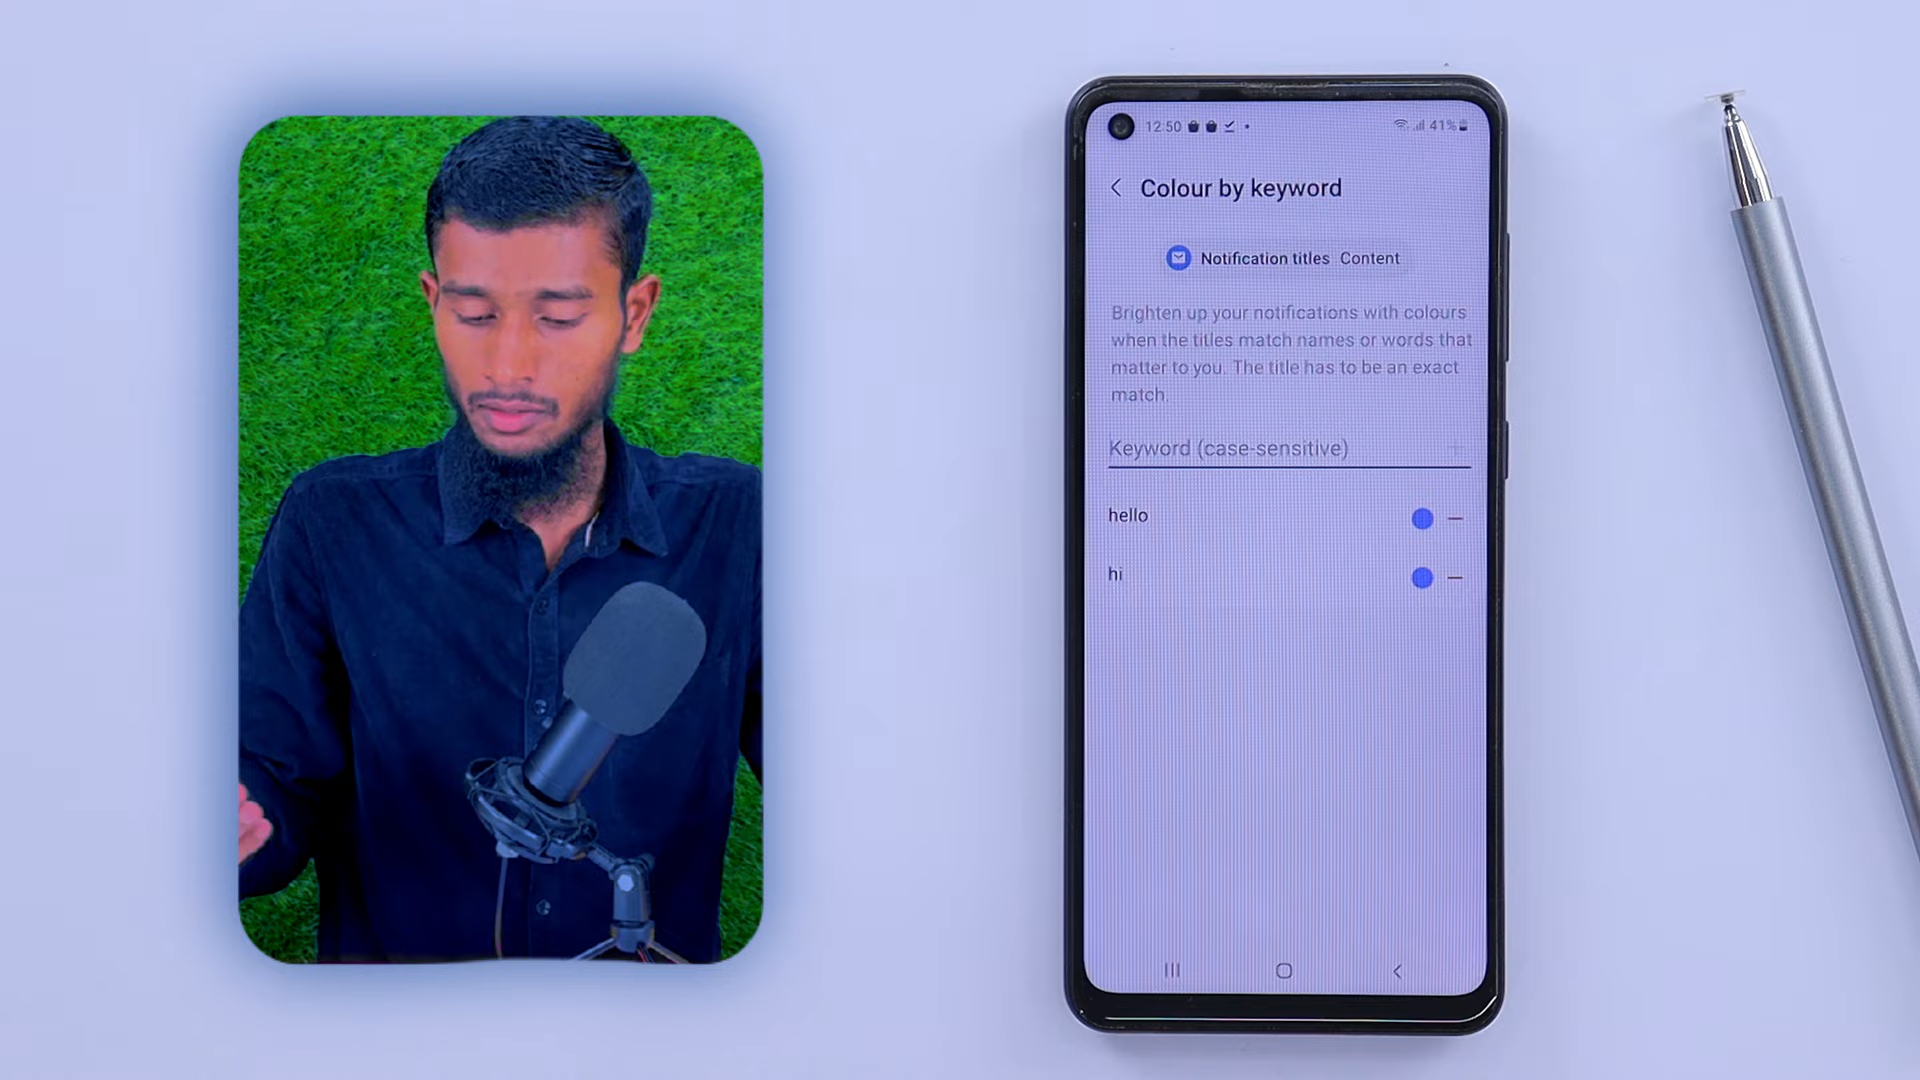 12:50
41%
Colour by keyword
Notification titles Content
Brighten up your notifications with colours
when the titles match names or words that
matter to you. The title has to be an exact
match.
Keyword (case-sensitive)
hello
hi